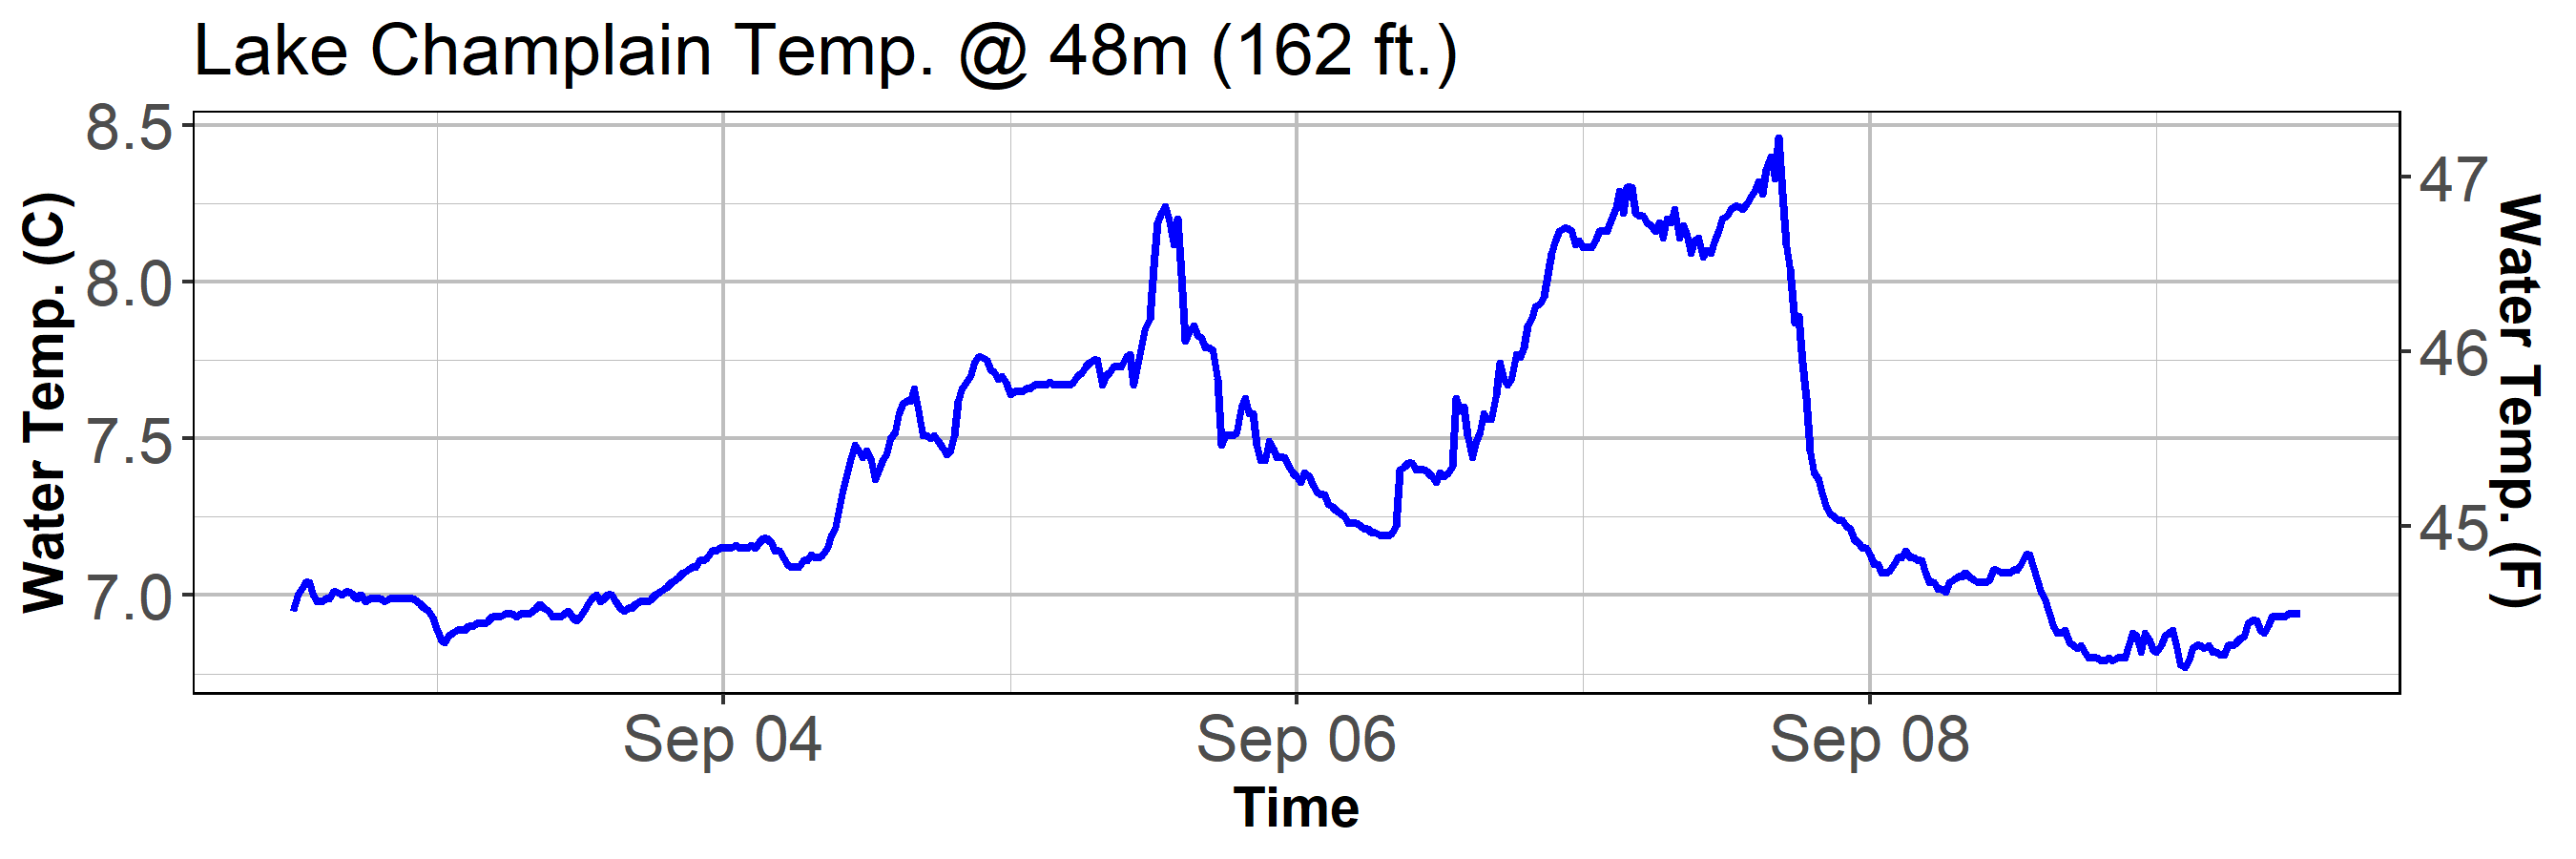 Lake Champlain Temp. @ 48m (162 ft.)
Water Temp. (C)
8.5
8.0
7.5
7.0
47
46
45
Water Temp. (F)
Sep 04 Sep 06 Sep 08
Time